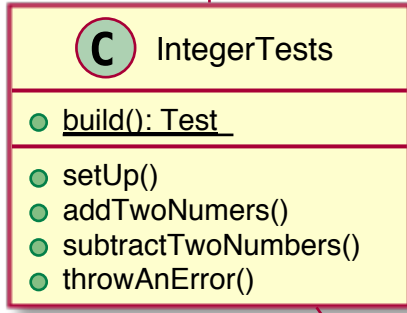 C IntegerTests
build(): Test
setUp()
addTwoNumers()
subtractTwoNumbers()
throwAnError()